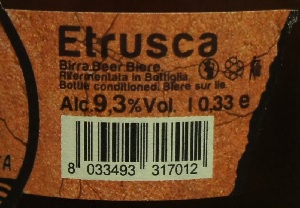 Etrusca
Birra.Beer.Biere.
Rifermentata in Bottiglia.
Bottle conditioned. Biere sur lie.
Alc.9,3%Vol. | 0,33 e
8 033493 317012